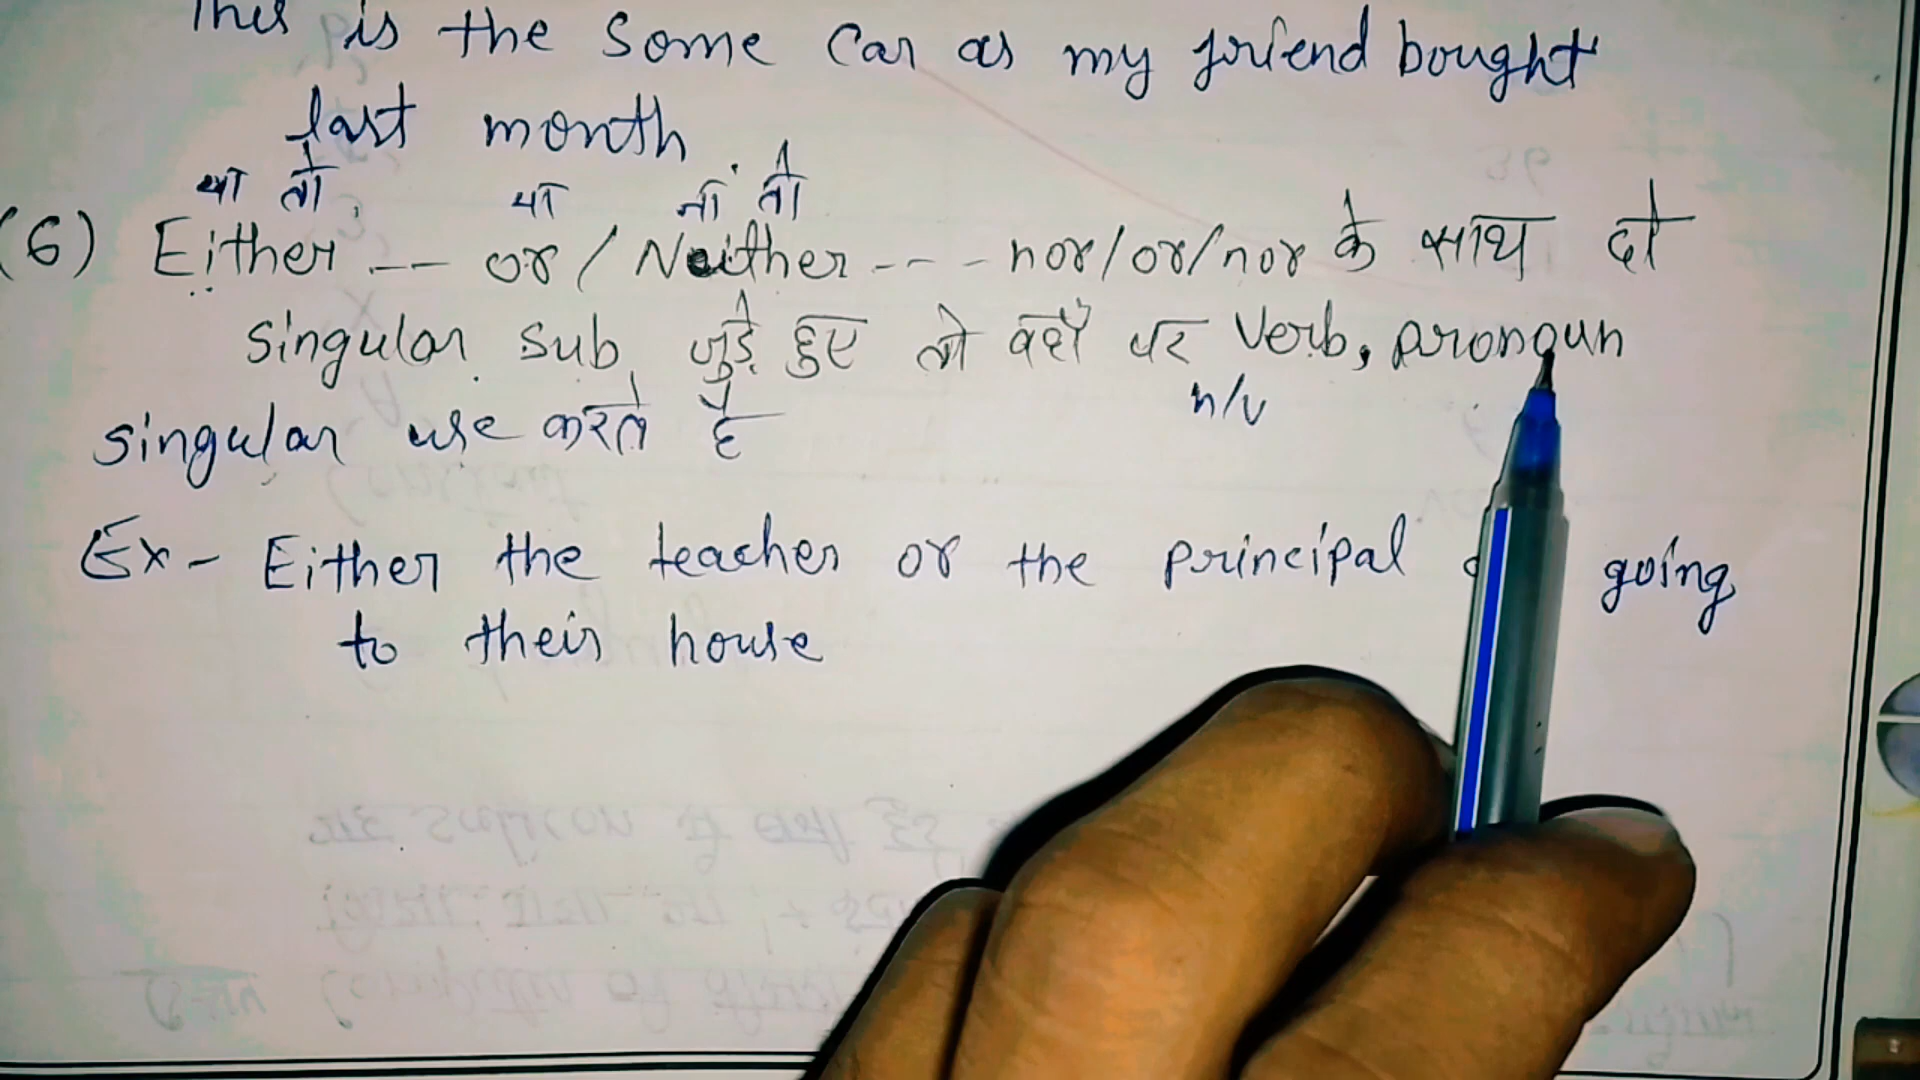 This is the some car as my friend bought
last month.
या तो या ना तो
(6) Either -- or / Neither --- nor/or/nor के साथ दो
singular sub जुड़े हुए तो वहाँ पर Verb, pronoun
n/v
singular use करते है
Ex - Either the teacher or the principal going
to their house